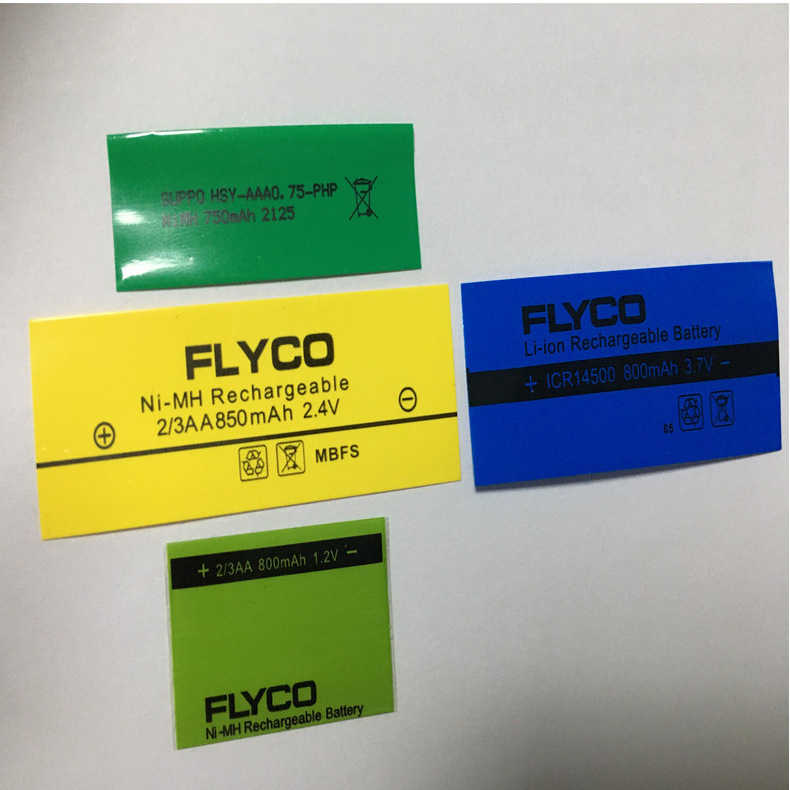 SUPPO HSY-AAA0.75-PHP
Ni.MH 750mAh 2125
FLYCO
Ni-MH Rechargeable
2/3AA850mAh 2.4V
MBFS
FLYCO
Li-ion Rechargeable Battery
+ ICR14500 800mAh 3.7V −
05
+ 2/3AA 800mAh 1.2V −
FLYCO
Ni-MH Rechargeable Battery